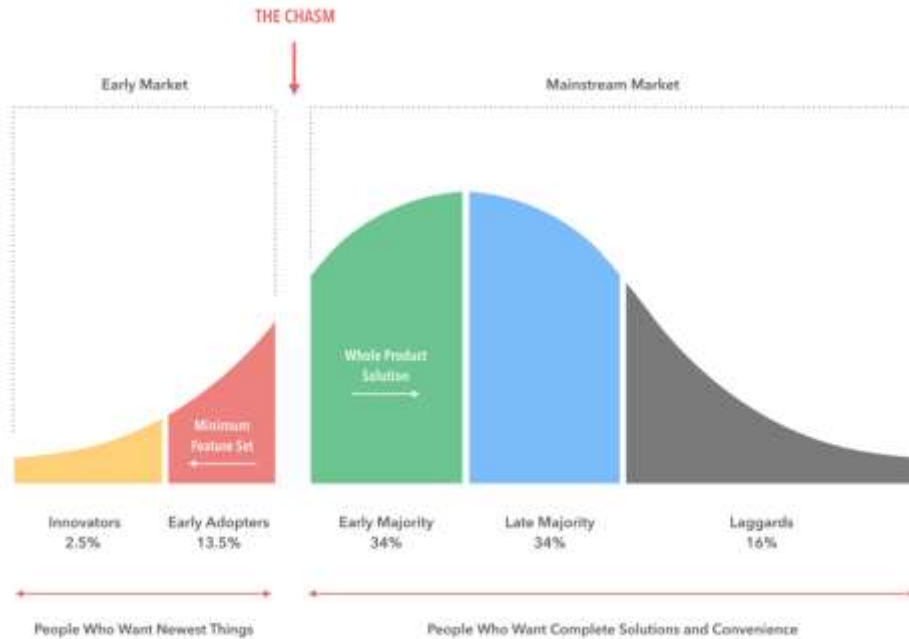 THE CHASM
Early Market
Mainstream Market
Whole Product
Solution
Minimum
Feature Set
Innovators
2.5%
Early Adopters
13.5%
Early Majority
34%
Late Majority
34%
Laggards
16%
People Who Want Newest Things
People Who Want Complete Solutions and Convenience